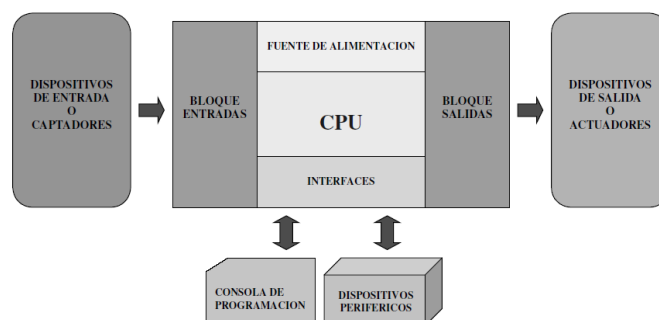 DISPOSITIVOS
DE ENTRADA
O
CAPTADORES
BLOQUE
ENTRADAS
FUENTE DE ALIMENTACION
CPU
INTERFACES
BLOQUE
SALIDAS
DISPOSITIVOS
DE SALIDA
O
ACTUADORES
CONSOLA DE
PROGRAMACION
DISPOSITIVOS
PERIFERICOS